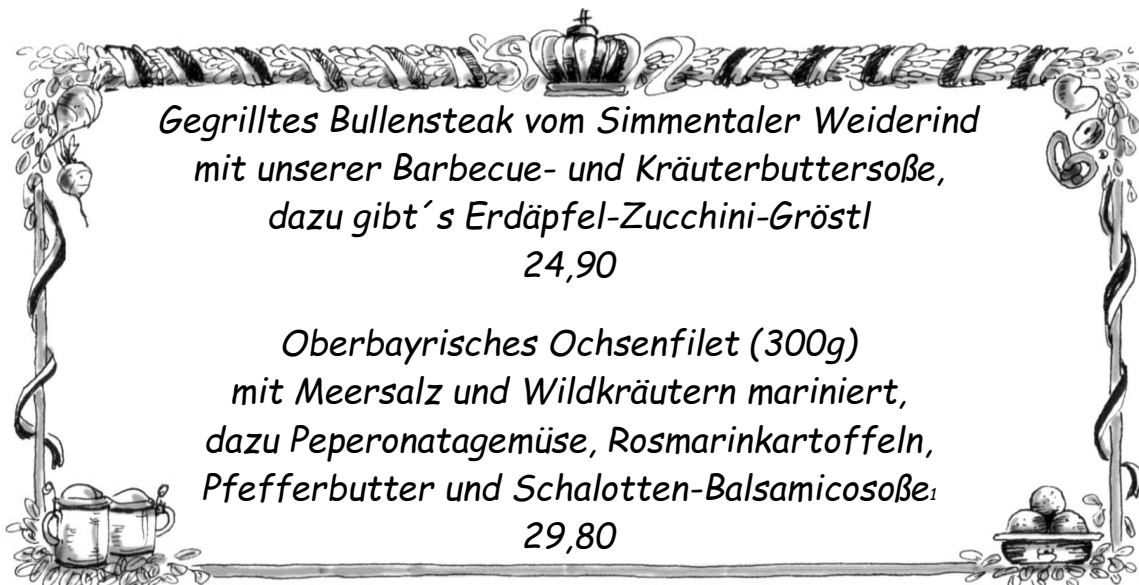 Gegrilltes Bullensteak vom Simmentaler Weiderind
mit unserer Barbecue- und Kräuterbuttersoße,
dazu gibt´s Erdäpfel-Zucchini-Gröstl
24,90
Oberbayrisches Ochsenfilet (300g)
mit Meersalz und Wildkräutern mariniert,
dazu Peperonatagemüse, Rosmarinkartoffeln,
Pfefferbutter und Schalotten-Balsamicosoße1
29,80